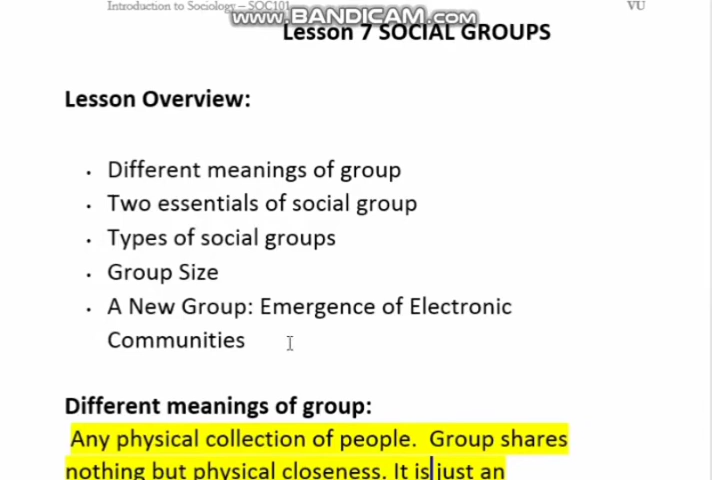 Introduction to Sociology – SOC101 VU
www.BANDICAM.com
Lesson 7 SOCIAL GROUPS
Lesson Overview:
• Different meanings of group
• Two essentials of social group
• Types of social groups
• Group Size
• A New Group: Emergence of Electronic
Communities
Different meanings of group:
Any physical collection of people. Group shares
nothing but physical closeness. It is just an